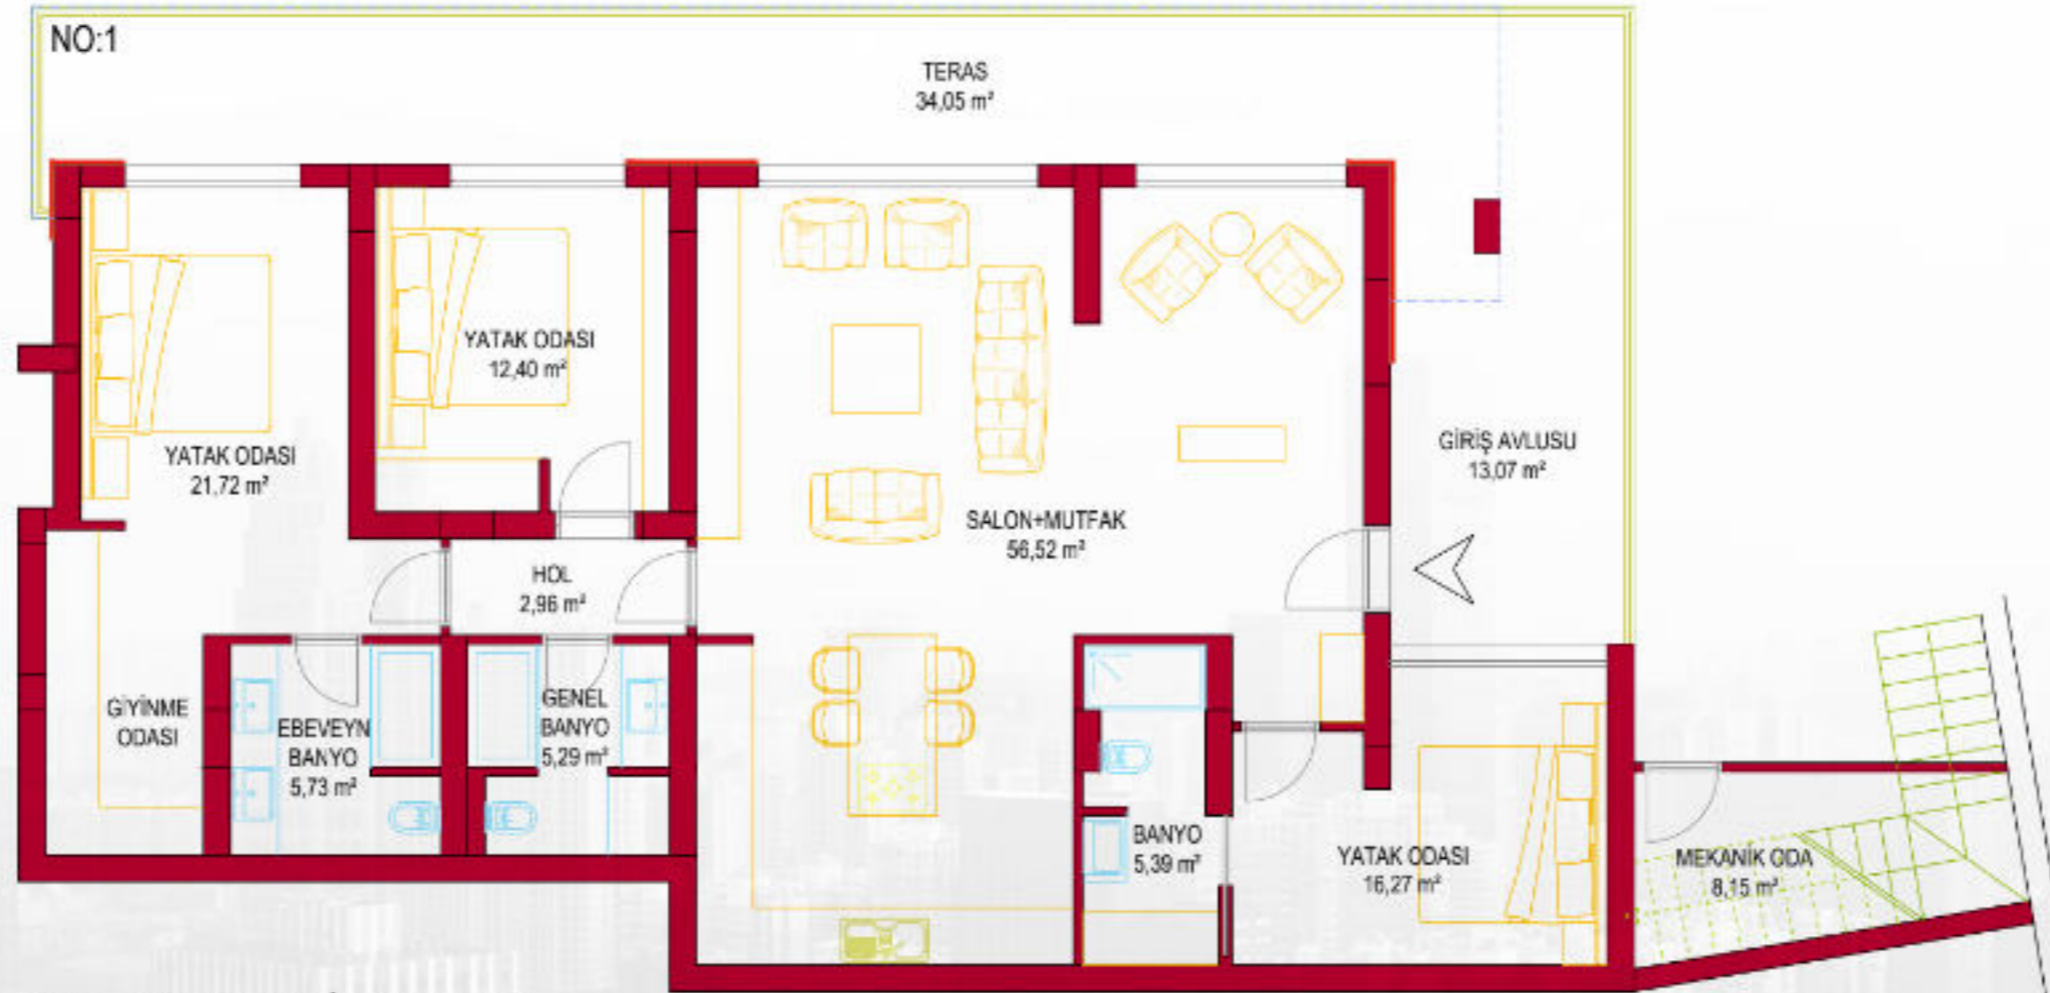 NO:1
TERAS
34,05 m²
YATAK ODASI
12,40 m²
YATAK ODASI
21,72 m²
GİRİŞ AVLUSU
13,07 m²
SALON+MUTFAK
56,52 m²
HOL
2,96 m²
GİYİNME
ODASI
EBEVEYN
BANYO
5,73 m²
GENEL
BANYO
5,29 m²
BANYO
5,39 m²
YATAK ODASI
16,27 m²
MEKANİK ODA
8,15 m²